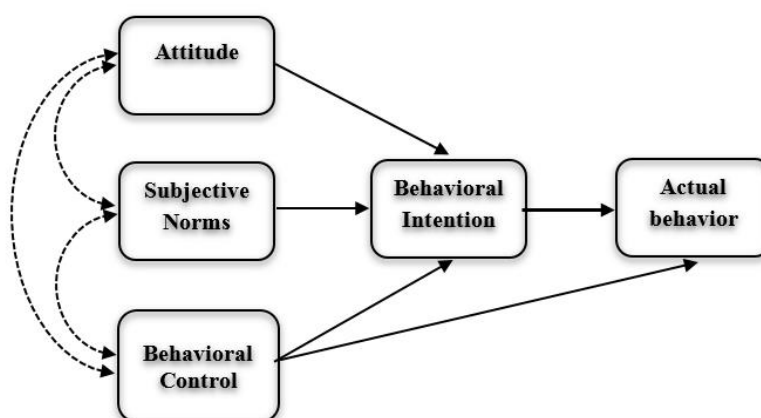 Attitude
Subjective
Norms
Behavioral
Control
Behavioral
Intention
Actual
behavior